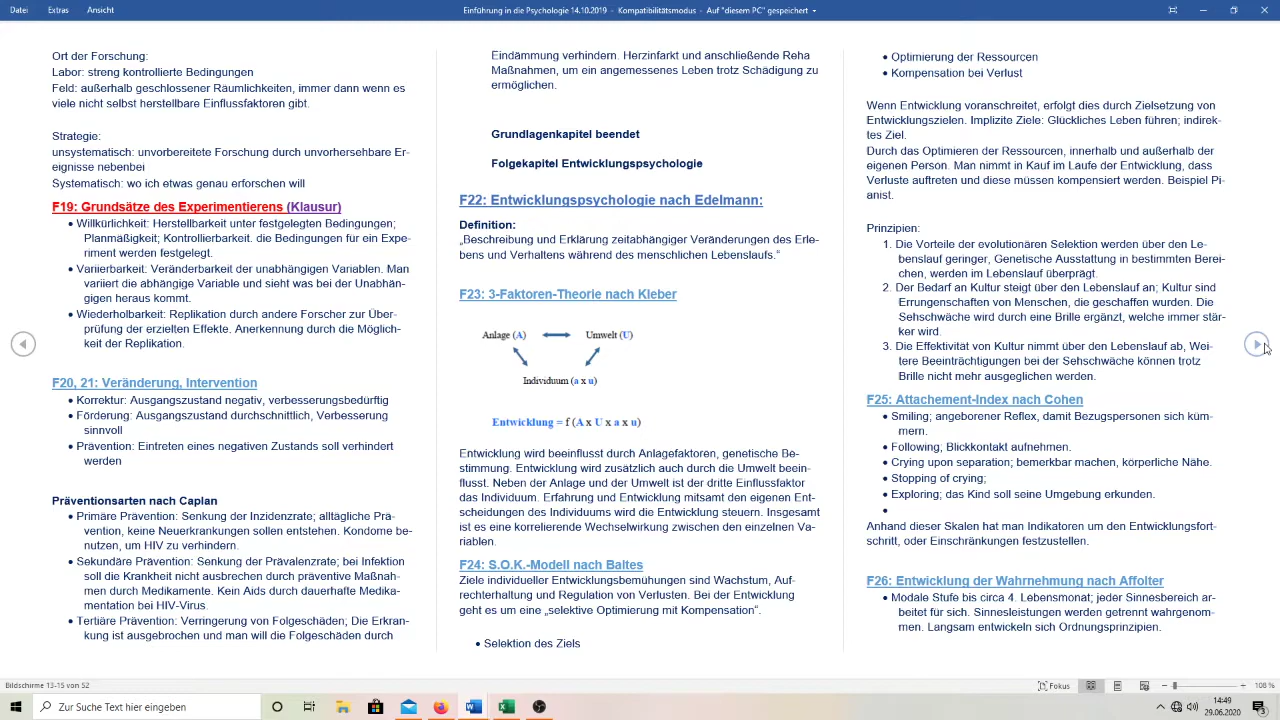 Datei Extras Ansicht
Einführung in die Psychologie 14.10.2019 - Kompatibilitätsmodus - Auf "diesem PC" gespeichert
Ort der Forschung:
Labor: streng kontrollierte Bedingungen
Feld: außerhalb geschlossener Räumlichkeiten, immer dann wenn es
viele nicht selbst herstellbare Einflussfaktoren gibt.
Strategie:
unsystematisch: unvorbereitete Forschung durch unvorhersehbare Er-
eignisse nebenbei
Systematisch: wo ich etwas genau erforschen will
F19: Grundsätze des Experimentierens (Klausur)
• Willkürlichkeit: Herstellbarkeit unter festgelegten Bedingungen;
Planmäßigkeit; Kontrollierbarkeit. die Bedingungen für ein Expe-
riment werden festgelegt.
• Variierbarkeit: Veränderbarkeit der unabhängigen Variablen. Man
variiert die abhängige Variable und sieht was bei der Unabhän-
gigen heraus kommt.
• Wiederholbarkeit: Replikation durch andere Forscher zur Über-
prüfung der erzielten Effekte. Anerkennung durch die Möglich-
keit der Replikation.
F20, 21: Veränderung, Intervention
• Korrektur: Ausgangszustand negativ, verbesserungsbedürftig
• Förderung: Ausgangszustand durchschnittlich, Verbesserung
sinnvoll
• Prävention: Eintreten eines negativen Zustands soll verhindert
werden
Präventionsarten nach Caplan
• Primäre Prävention: Senkung der Inzidenzrate; alltägliche Prä-
vention, keine Neuerkrankungen sollen entstehen. Kondome be-
nutzen, um HIV zu verhindern.
• Sekundäre Prävention: Senkung der Prävalenzrate; bei Infektion
soll die Krankheit nicht ausbrechen durch präventive Maßnah-
men durch Medikamente. Kein Aids durch dauerhafte Medika-
mentation bei HIV-Virus.
• Tertiäre Prävention: Verringerung von Folgeschäden; Die Erkran-
kung ist ausgebrochen und man will die Folgeschäden durch
Eindämmung verhindern. Herzinfarkt und anschließende Reha
Maßnahmen, um ein angemessenes Leben trotz Schädigung zu
ermöglichen.
Grundlagenkapitel beendet
Folgekapitel Entwicklungspsychologie
F22: Entwicklungspsychologie nach Edelmann:
Definition:
„Beschreibung und Erklärung zeitabhängiger Veränderungen des Erle-
bens und Verhaltens während des menschlichen Lebenslaufs.“
F23: 3-Faktoren-Theorie nach Kleber
Anlage (A) Umwelt (U)
Individuum (a x u)
Entwicklung = f (A x U x a x u)
Entwicklung wird beeinflusst durch Anlagefaktoren, genetische Be-
stimmung. Entwicklung wird zusätzlich auch durch die Umwelt beein-
flusst. Neben der Anlage und der Umwelt ist der dritte Einflussfaktor
das Individuum. Erfahrung und Entwicklung mitsamt den eigenen Ent-
scheidungen des Individuums wird die Entwicklung steuern. Insgesamt
ist es eine korrelierende Wechselwirkung zwischen den einzelnen Va-
riablen.
F24: S.O.K.-Modell nach Baltes
Ziele individueller Entwicklungsbemühungen sind Wachstum, Auf-
rechterhaltung und Regulation von Verlusten. Bei der Entwicklung
geht es um eine „selektive Optimierung mit Kompensation“.
• Selektion des Ziels
• Optimierung der Ressourcen
• Kompensation bei Verlust
Wenn Entwicklung voranschreitet, erfolgt dies durch Zielsetzung von
Entwicklungszielen. Implizite Ziele: Glückliches Leben führen; indirek-
tes Ziel.
Durch das Optimieren der Ressourcen, innerhalb und außerhalb der
eigenen Person. Man nimmt in Kauf im Laufe der Entwicklung, dass
Verluste auftreten und diese müssen kompensiert werden. Beispiel Pi-
anist.
Prinzipien:
1. Die Vorteile der evolutionären Selektion werden über den Le-
benslauf geringer, Genetische Ausstattung in bestimmten Berei-
chen, werden im Lebenslauf überprägt.
2. Der Bedarf an Kultur steigt über den Lebenslauf an; Kultur sind
Errungenschaften von Menschen, die geschaffen wurden. Die
Sehschwäche wird durch eine Brille ergänzt, welche immer stär-
ker wird.
3. Die Effektivität von Kultur nimmt über den Lebenslauf ab, Wei-
tere Beeinträchtigungen bei der Sehschwäche können trotz
Brille nicht mehr ausgeglichen werden.
F25: Attachement-Index nach Cohen
• Smiling; angeborener Reflex, damit Bezugspersonen sich küm-
mern.
• Following; Blickkontakt aufnehmen.
• Crying upon separation; bemerkbar machen, körperliche Nähe.
• Stopping of crying;
• Exploring; das Kind soll seine Umgebung erkunden.
•
Anhand dieser Skalen hat man Indikatoren um den Entwicklungsfort-
schritt, oder Einschränkungen festzustellen.
F26: Entwicklung der Wahrnehmung nach Affolter
• Modale Stufe bis circa 4. Lebensmonat; jeder Sinnesbereich ar-
beitet für sich. Sinnesleistungen werden getrennt wahrgenom-
men. Langsam entwickeln sich Ordnungsprinzipien.
Bildschirme 13-15 von 52
Fokus
108 %
Zur Suche Text hier eingeben
14:49
29.06.2020
3